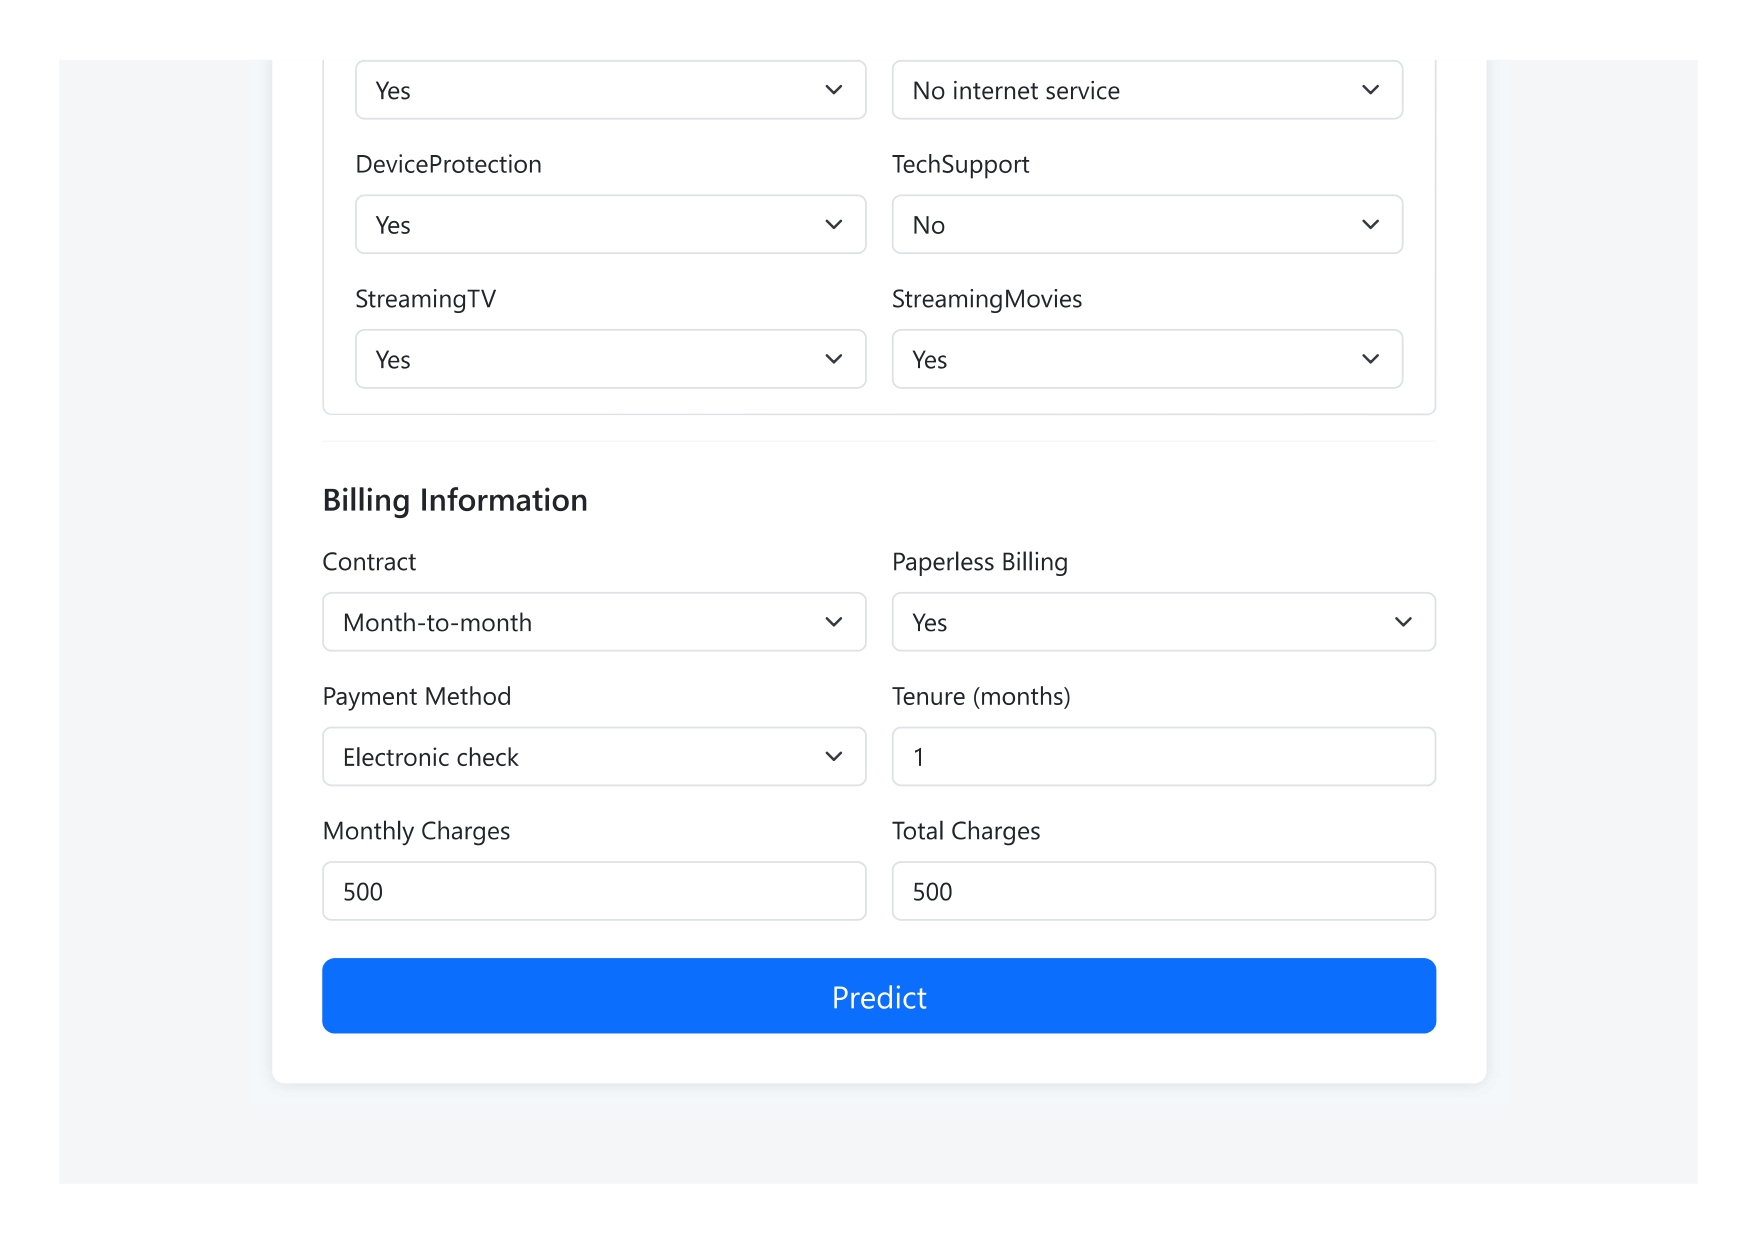 Yes No internet service
DeviceProtection TechSupport
Yes No
StreamingTV StreamingMovies
Yes Yes
Billing Information
Contract Paperless Billing
Month-to-month Yes
Payment Method Tenure (months)
Electronic check 1
Monthly Charges Total Charges
500 500
Predict